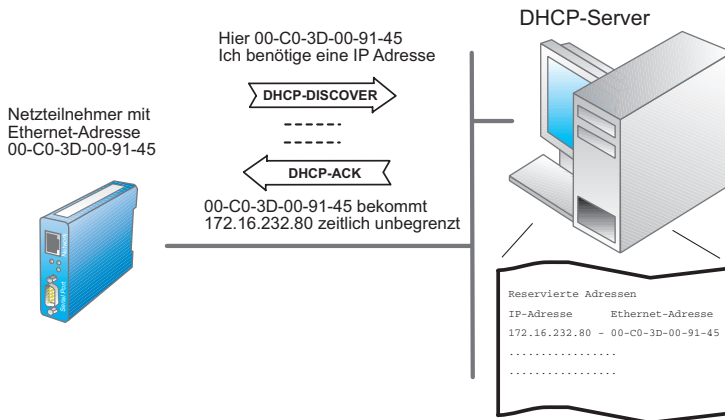 DHCP-Server
Hier 00-C0-3D-00-91-45
Ich benötige eine IP Adresse
DHCP-DISCOVER
Netzteilnehmer mit
Ethernet-Adresse
00-C0-3D-00-91-45
DHCP-ACK
00-C0-3D-00-91-45 bekommt
172.16.232.80 zeitlich unbegrenzt
Network
Serial Port
Reservierte Adressen
IP-Adresse Ethernet-Adresse
172.16.232.80 - 00-C0-3D-00-91-45
.................
.................